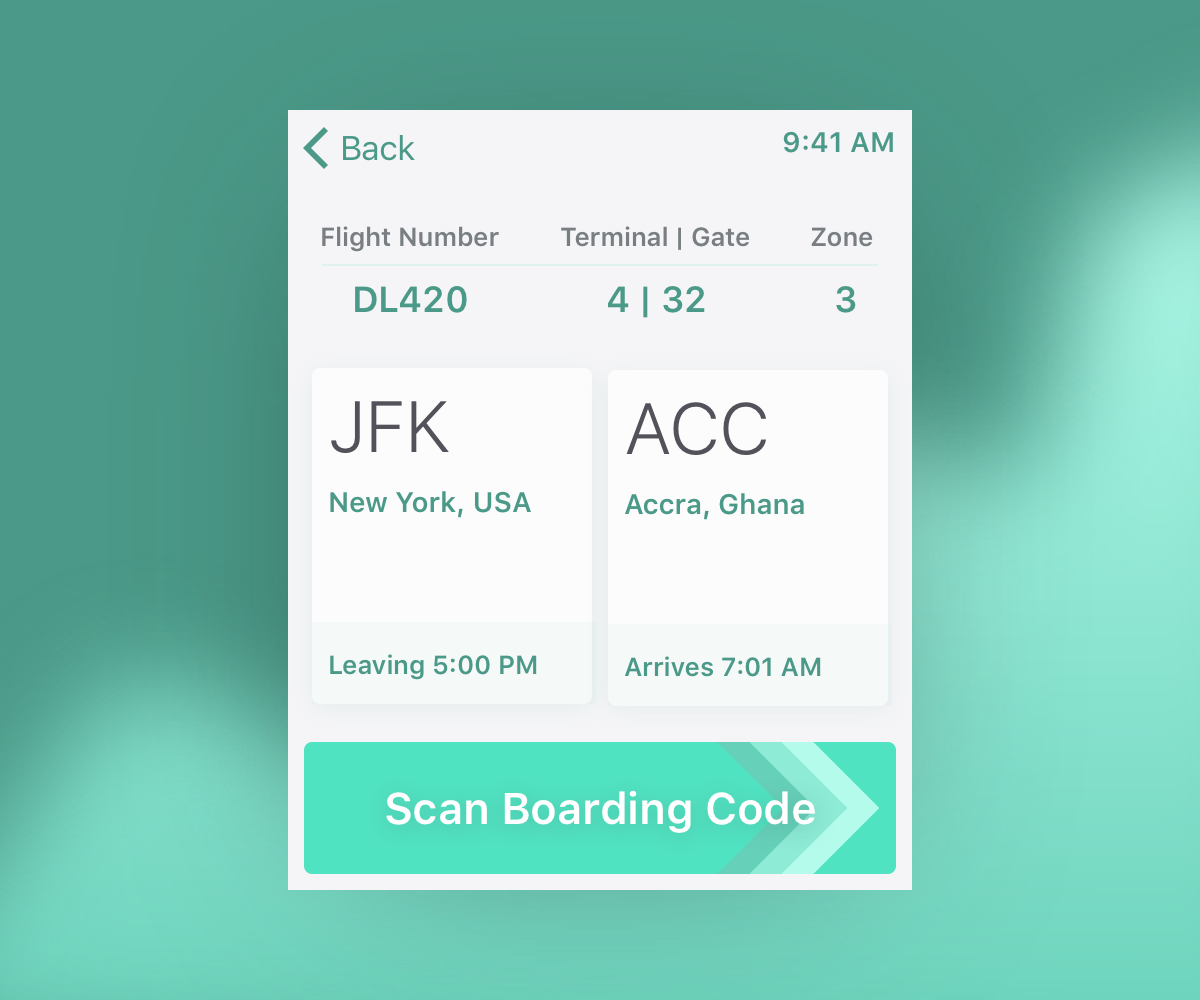 Back
9:41 AM
Flight Number Terminal | Gate Zone
DL420 4 | 32 3
JFK
New York, USA
Leaving 5:00 PM
ACC
Accra, Ghana
Arrives 7:01 AM
Scan Boarding Code